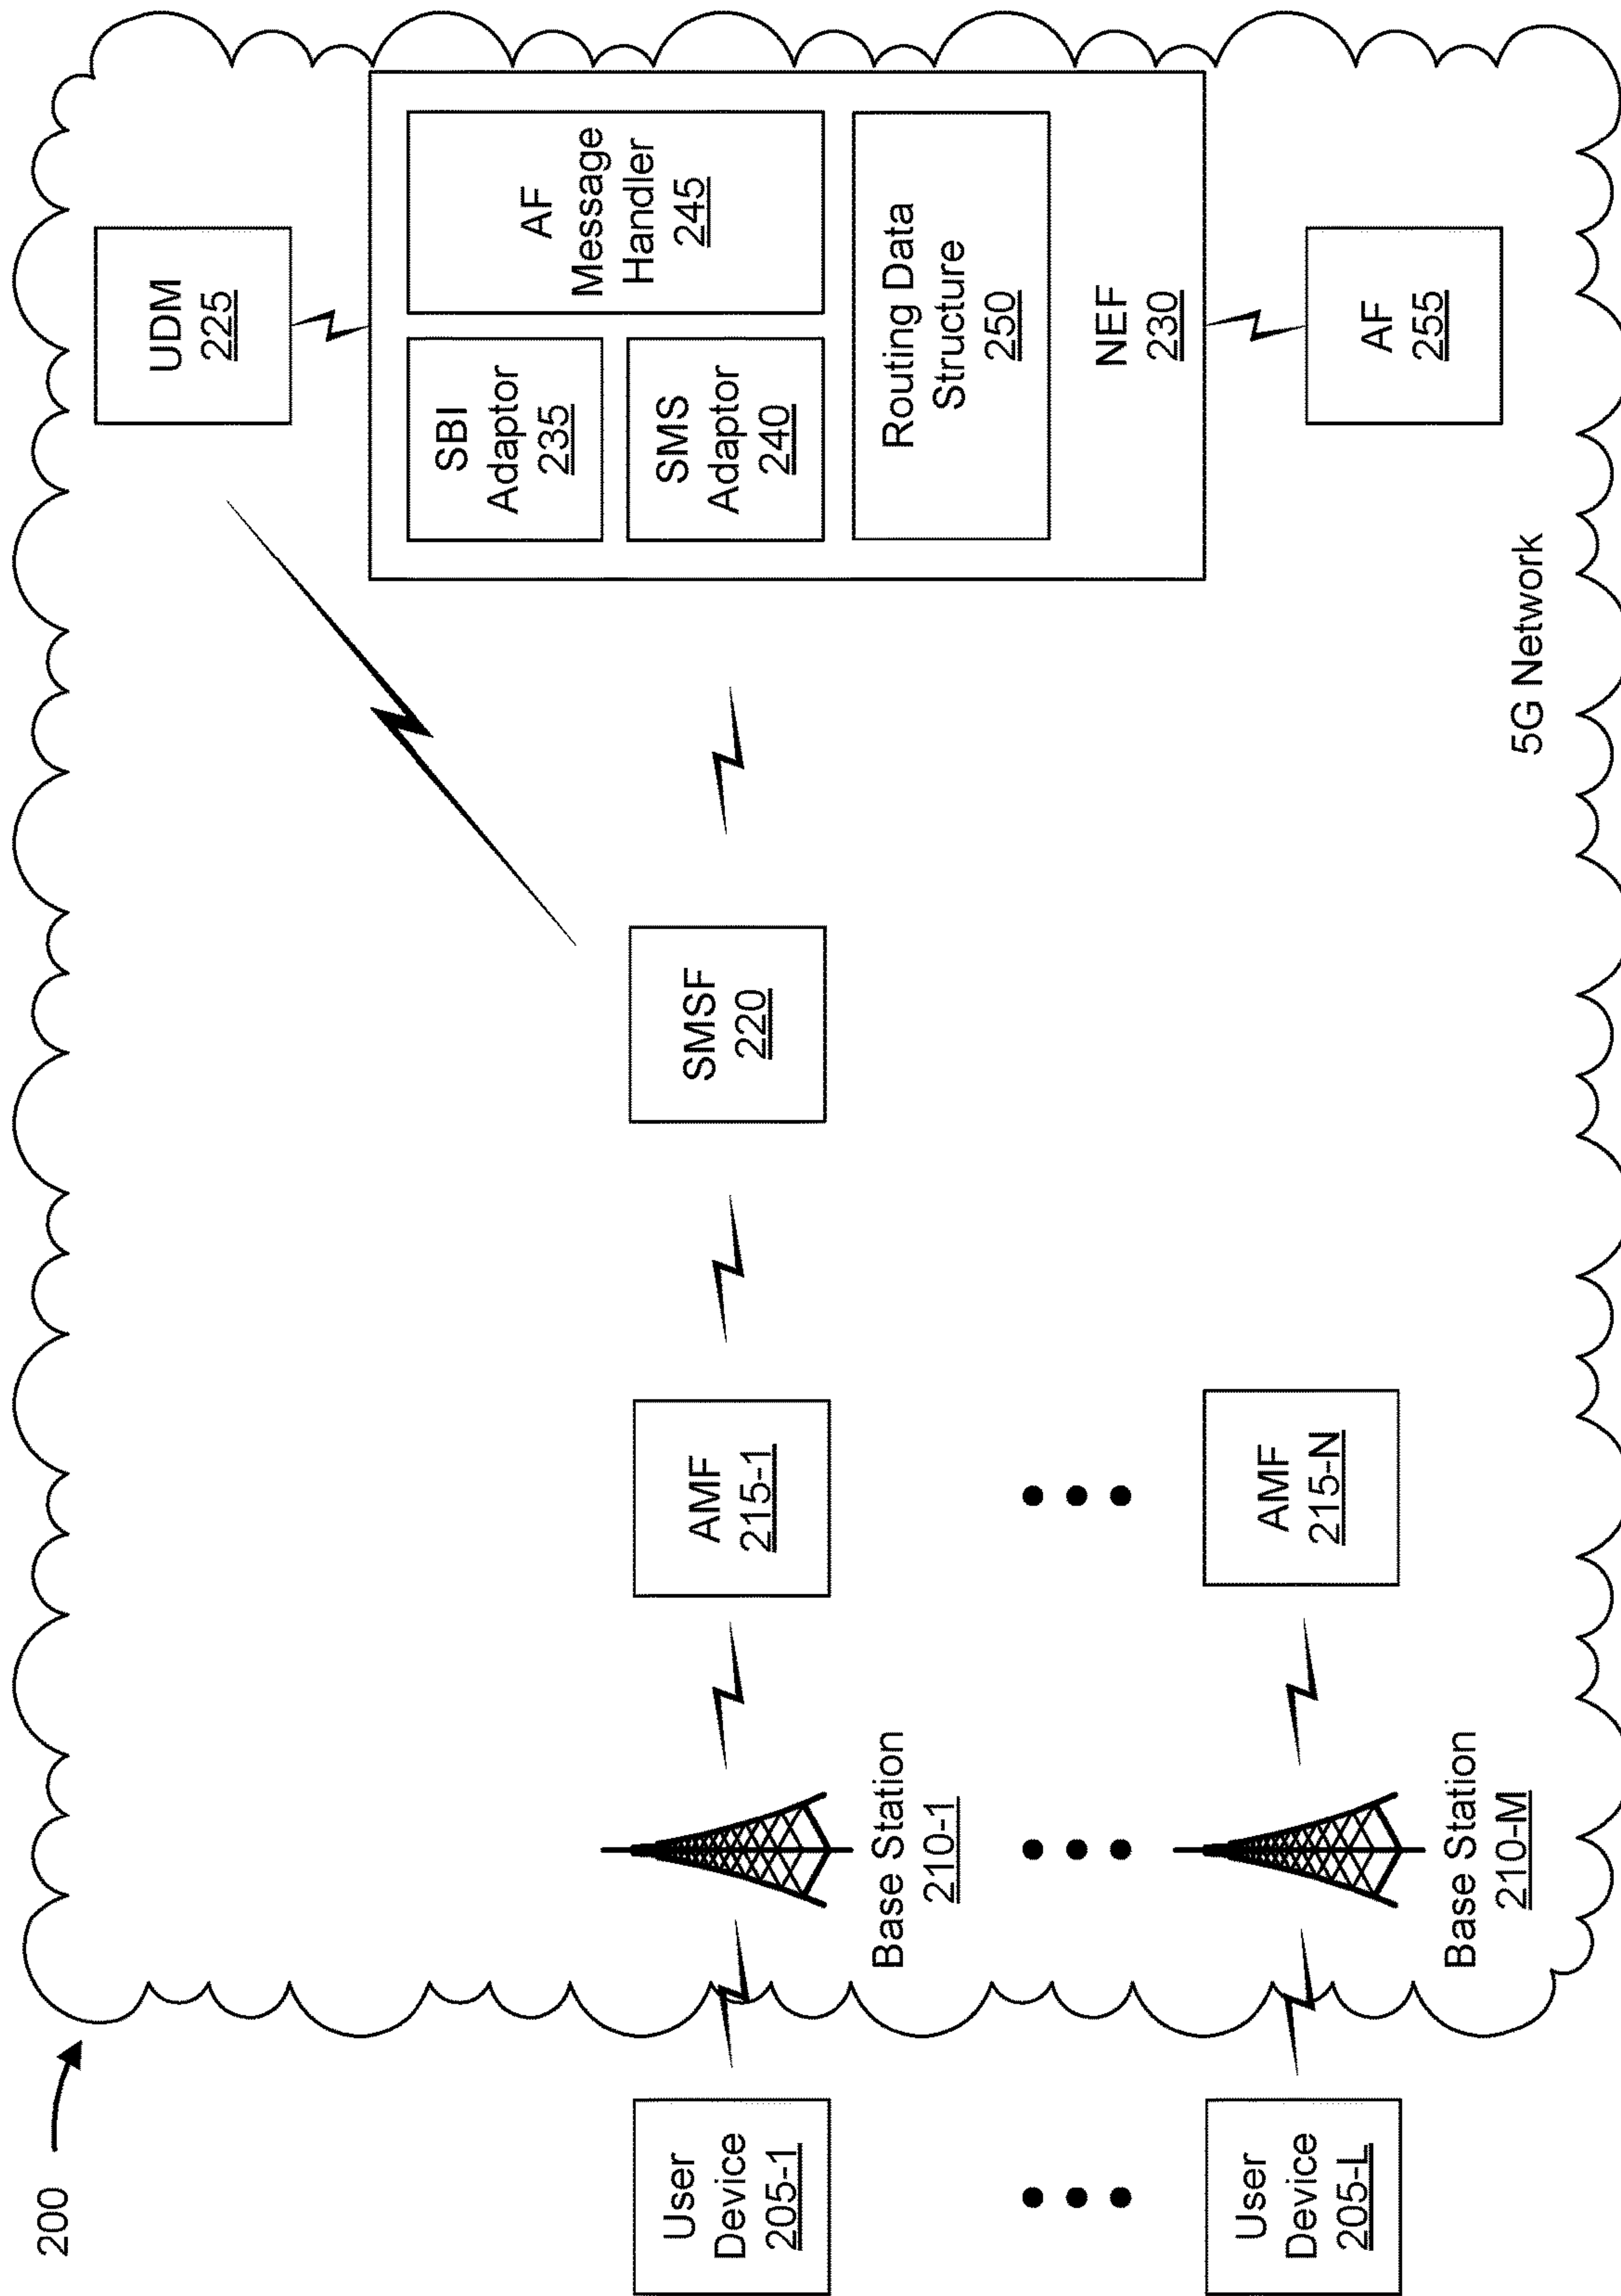 200
User
Device
205-1
User
Device
205-L
Base Station
210-1
Base Station
210-M
AMF
215-1
AMF
215-N
SMSF
220
UDM
225
SBI
Adaptor
235
SMS
Adaptor
240
AF
Message
Handler
245
Routing Data
Structure
250
NEF
230
AF
255
5G Network